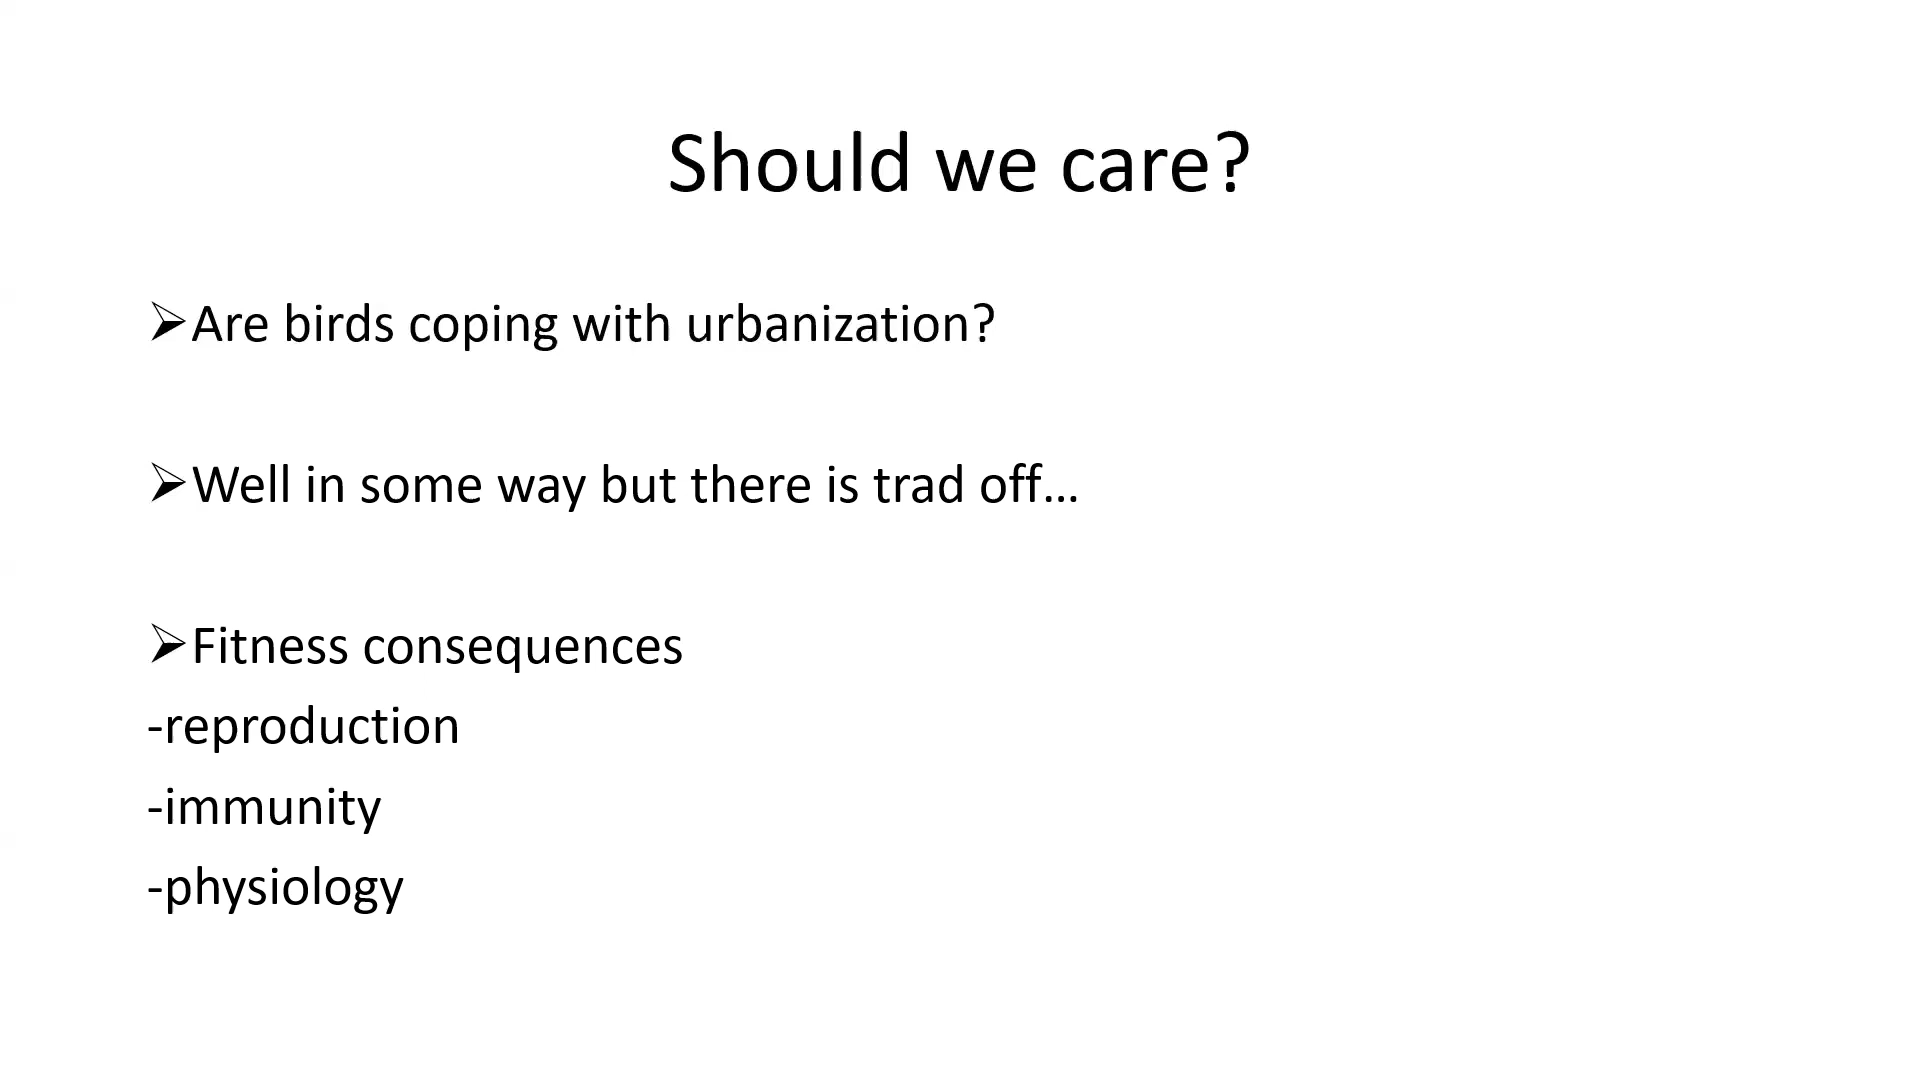 Should we care?
➢Are birds coping with urbanization?
➢Well in some way but there is trad off...
➢Fitness consequences
-reproduction
-immunity
-physiology